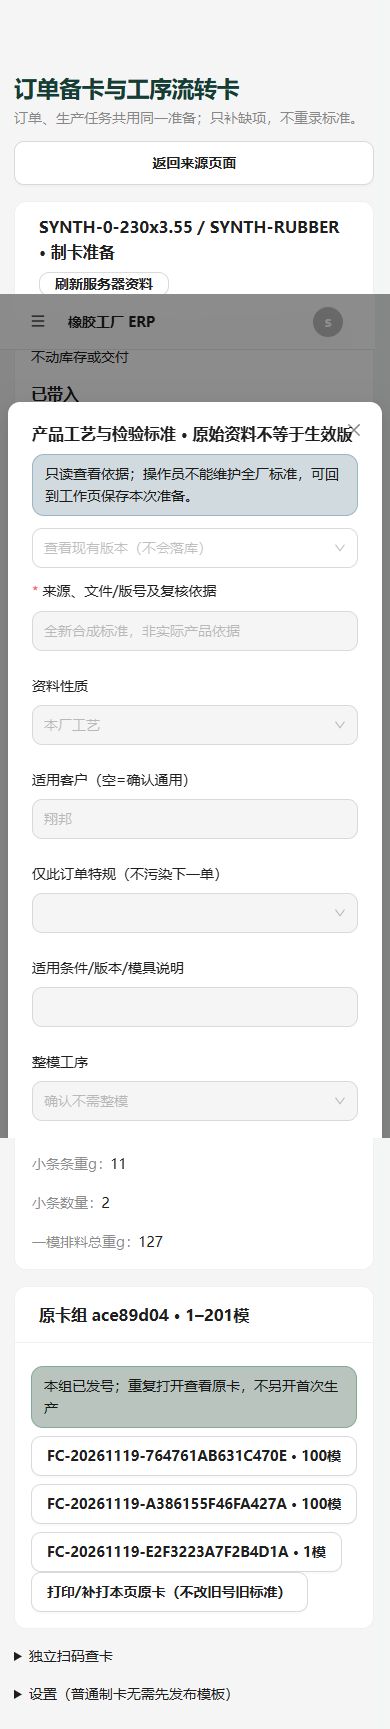 订单备卡与工序流转卡
订单、生产任务共用同一准备；只补缺项，不重录标准。
返回来源页面
SYNTH-0-230x3.55 / SYNTH-RUBBER
• 制卡准备
刷新服务器资料
橡胶工厂 ERP
s
不动库存或交付
已带入
产品工艺与检验标准 • 原始资料不等于生效版
只读查看依据；操作员不能维护全厂标准，可回
到工作页保存本次准备。
查看现有版本（不会落库）
* 来源、文件/版号及复核依据
全新合成标准，非实际产品依据
资料性质
本厂工艺
适用客户（空=确认通用）
翔邦
仅此订单特规（不污染下一单）
适用条件/版本/模具说明
整模工序
确认不需整模
小条条重g：11
小条数量：2
一模排料总重g：127
原卡组 ace89d04 • 1–201模
本组已发号；重复打开查看原卡，不另开首次生
产
FC-20261119-764761AB631C470E • 100模
FC-20261119-A386155F46FA427A • 100模
FC-20261119-E2F3223A7F2B4D1A • 1模
打印/补打本页原卡（不改旧号旧标准）
独立扫码查卡
设置（普通制卡无需先发布模板）